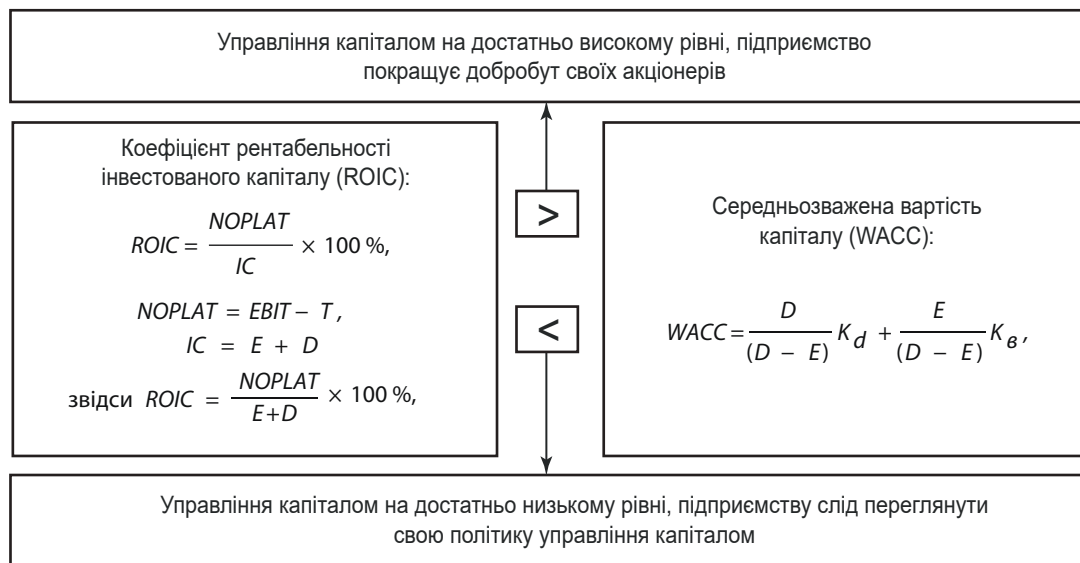 Управління капіталом на достатньо високому рівні, підприємство
покращує добробут своїх акціонерів
Коефіцієнт рентабельності
інвестованого капіталу (ROIC):
ROIC = NOPLAT / IC × 100 %,
NOPLAT = EBIT – T,
IC = E + D
звідси ROIC = NOPLAT / E+D × 100 %,
>
<
Середньозважена вартість
капіталу (WACC):
WACC = D / (D – E) K d + E / (D – E) K в,
Управління капіталом на достатньо низькому рівні, підприємству слід переглянути
свою політику управління капіталом